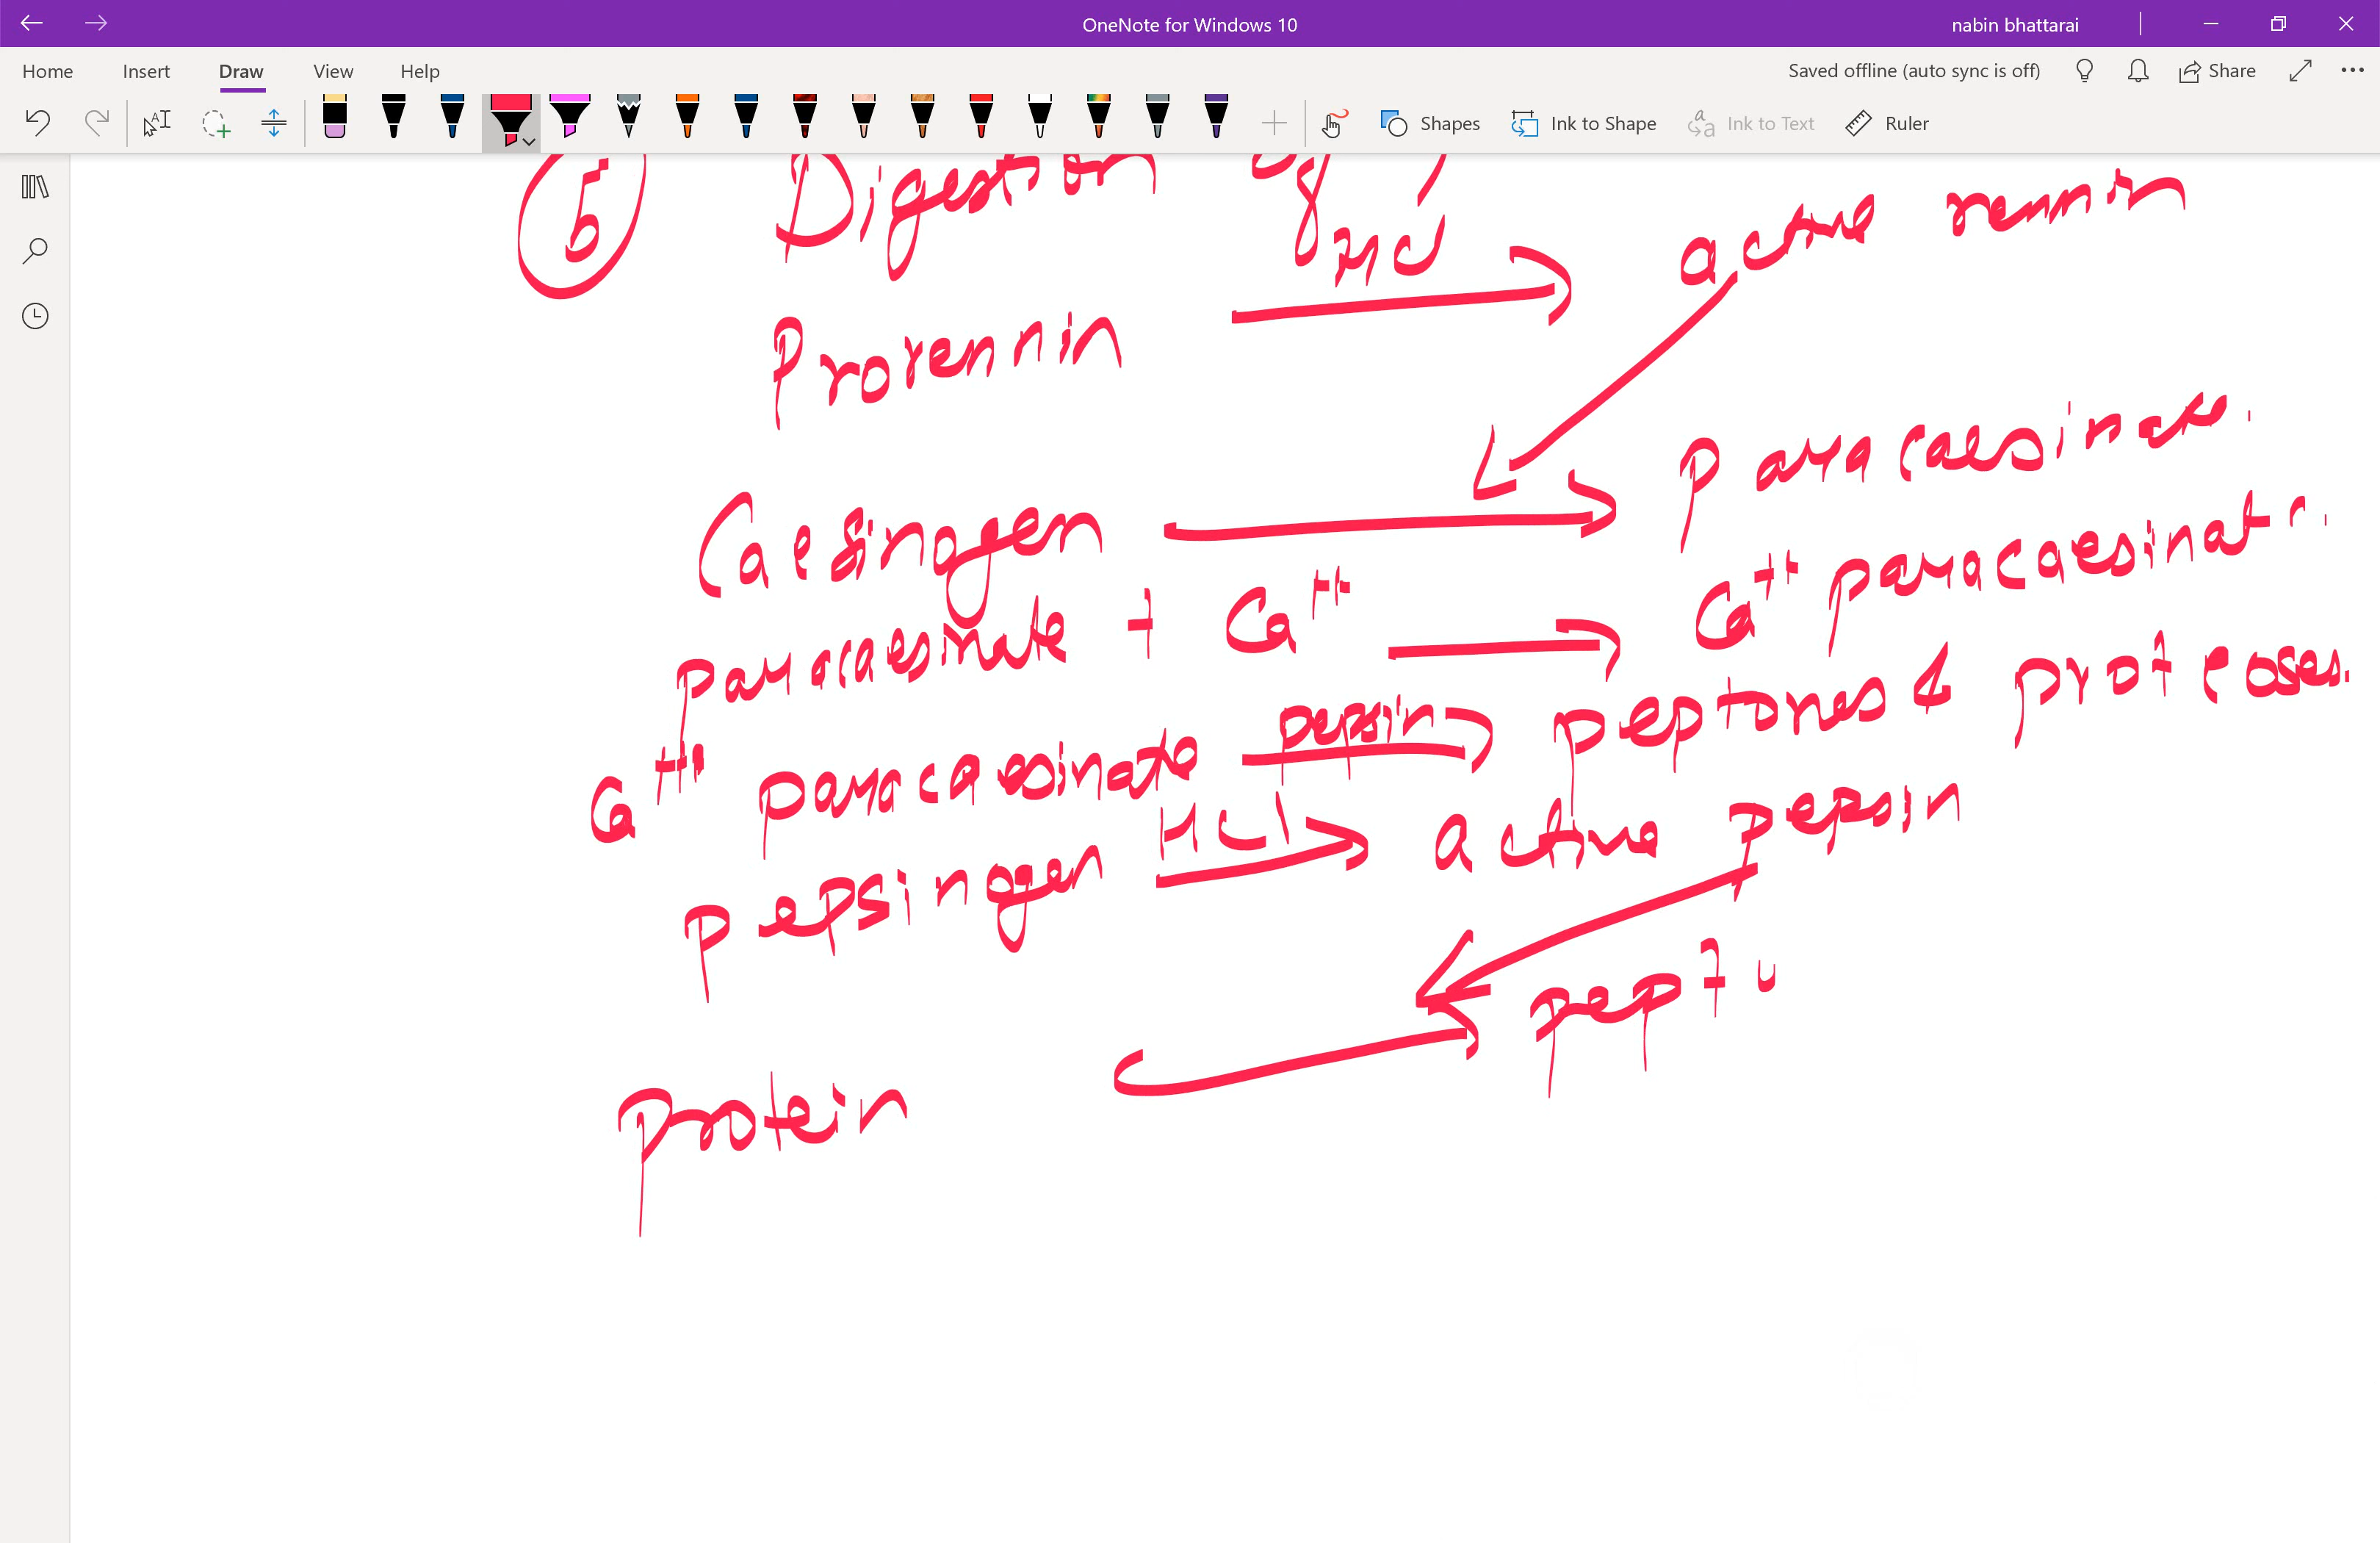 OneNote for Windows 10
nabin bhattarai
Home Insert Draw View Help
Saved offline (auto sync is off) Share
Shapes Ink to Shape Ink to Text Ruler
5 Digestion
Prorennin HCl → active rennin
Caesinogen → Paracaesinate.
Paracaesinate + Ca++ → Ca++ paracaesinate.
Ca++ paracaesinate pepsin → peptones & proteoses.
pepsinogen HCl → active pepsin
protein → pepto